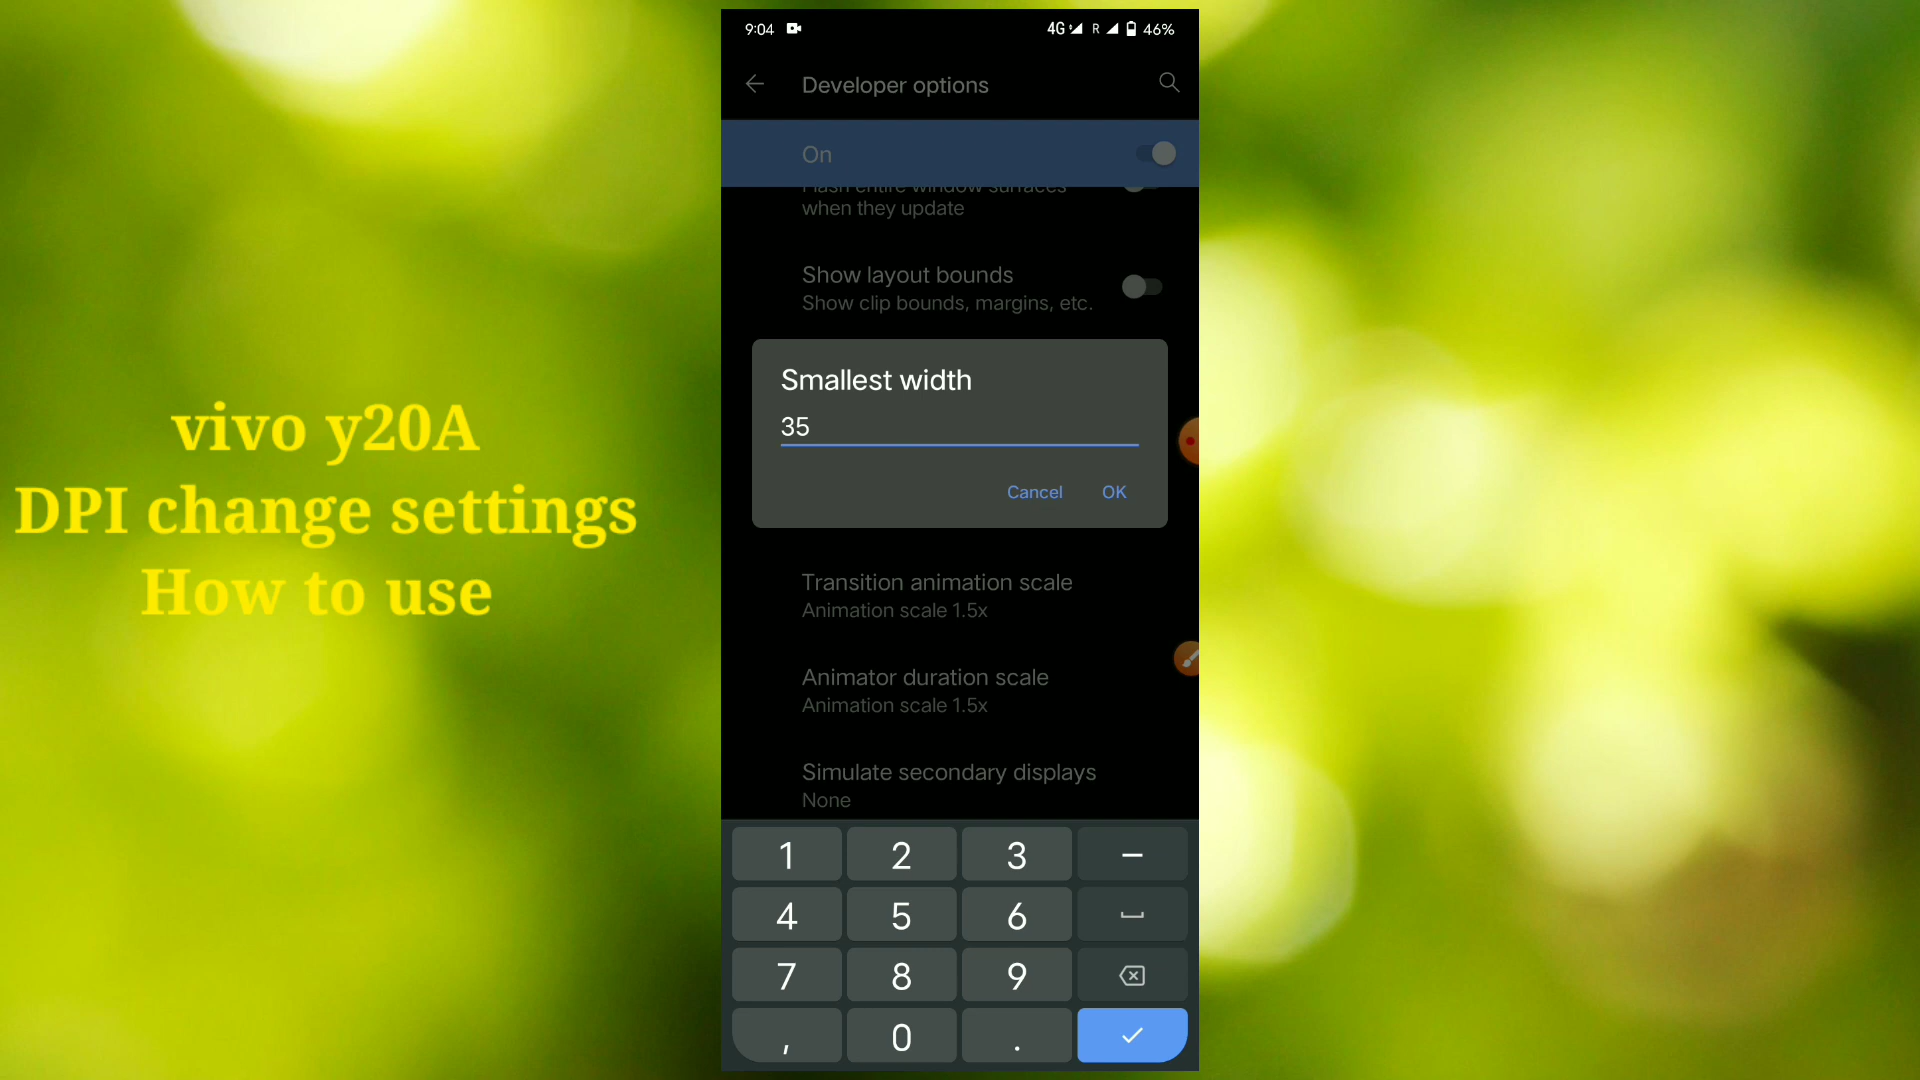 9:04
4G R 46%
Developer options
On
Flash entire window surfaces
when they update
Show layout bounds
Show clip bounds, margins, etc.
Smallest width
35
Cancel OK
Transition animation scale
Animation scale 1.5x
Animator duration scale
Animation scale 1.5x
Simulate secondary displays
None
1 2 3 –
4 5 6
7 8 9
, 0 .
vivo y20A
DPI change settings
How to use